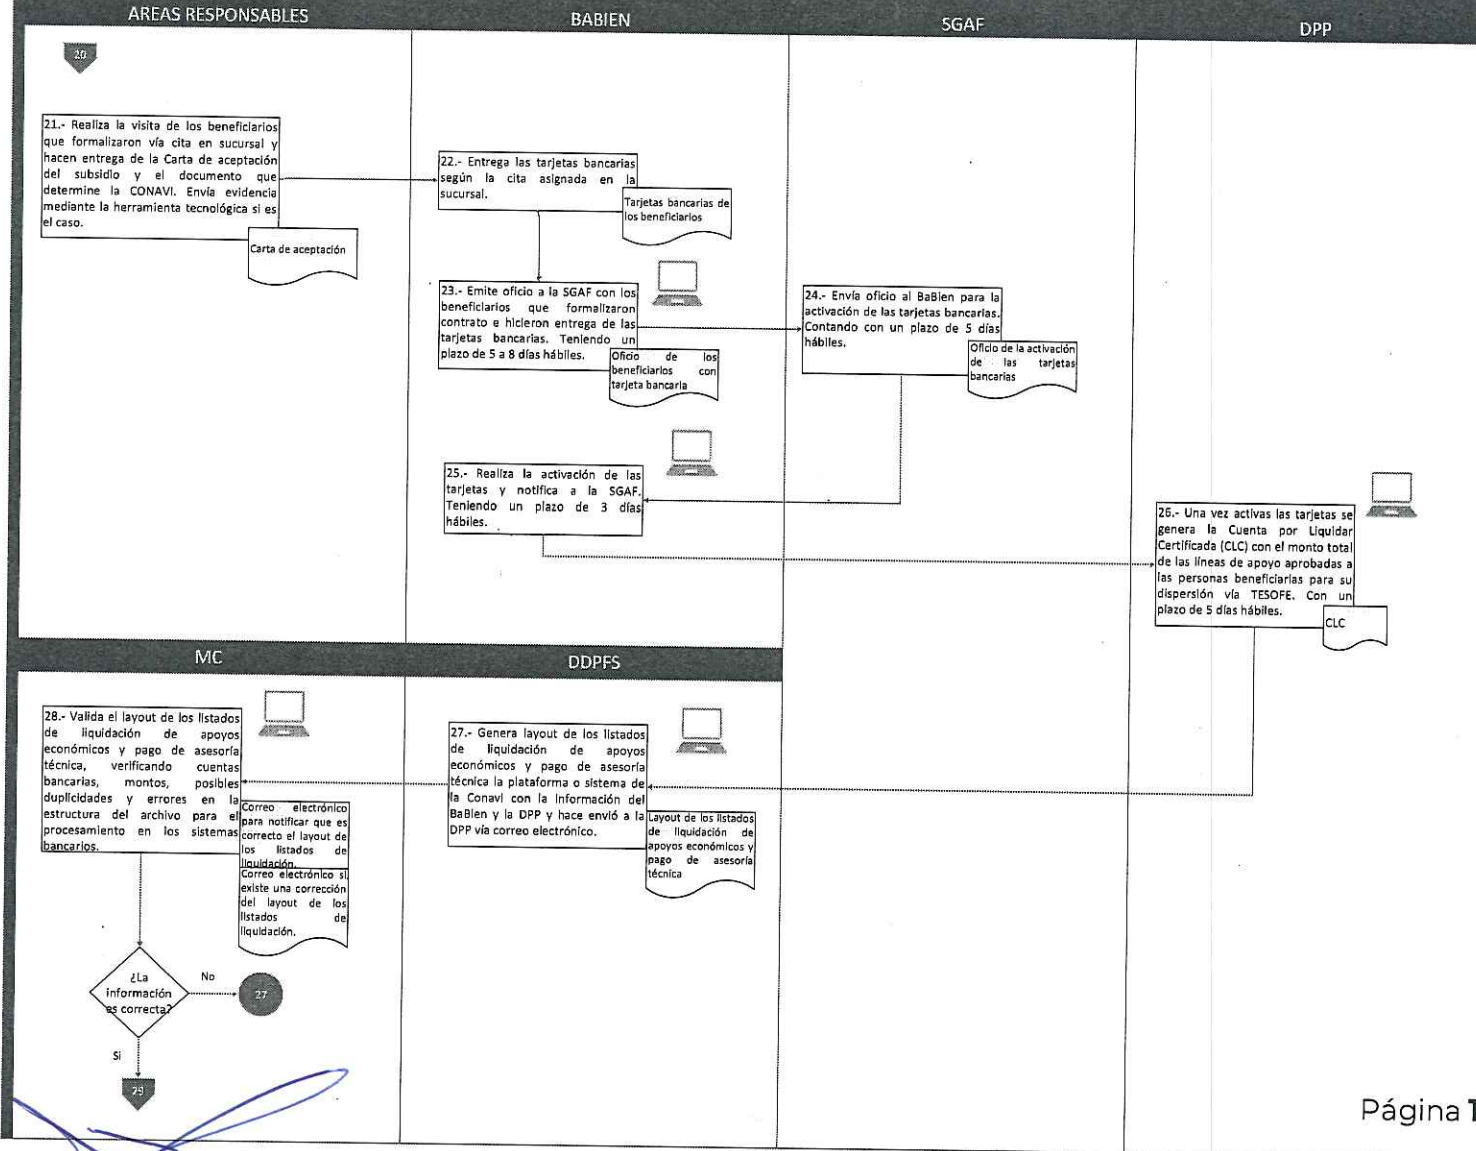 AREAS RESPONSABLES
BABIEN
SGAF
DPP
20
21.- Realiza la visita de los beneficiarios
que formalizaron vía cita en sucursal y
hacen entrega de la Carta de aceptación
del subsidio y el documento que
determine la CONAVI. Envía evidencia
mediante la herramienta tecnológica si es
el caso.
Carta de aceptación
22.- Entrega las tarjetas bancarias
según la cita asignada en la
sucursal.
Tarjetas bancarias de
los beneficiarios
23.- Emite oficio a la SGAF con los
beneficiarios que formalizaron
contrato e hicieron entrega de las
tarjetas bancarias. Teniendo un
plazo de 5 a 8 días hábiles.
Oficio de los
beneficiarios con
tarjeta bancaria
24.- Envía oficio al BaBien para la
activación de las tarjetas bancarias.
Contando con un plazo de 5 días
hábiles.
Oficio de la activación
de las tarjetas
bancarias
25.- Realiza la activación de las
tarjetas y notifica a la SGAF.
Teniendo un plazo de 3 días
hábiles.
26.- Una vez activas las tarjetas se
genera la Cuenta por Liquidar
Certificada (CLC) con el monto total
de las líneas de apoyo aprobadas a
las personas beneficiarias para su
dispersión vía TESOFE. Con un
plazo de 5 días hábiles.
CLC
MC
DDPFS
28.- Valida el layout de los listados
de liquidación de apoyos
económicos y pago de asesoría
técnica, verificando cuentas
bancarias, montos, posibles
duplicidades y errores en la
estructura del archivo para el
procesamiento en los sistemas
bancarios.
Correo electrónico
para notificar que es
correcto el layout de
los listados de
liquidación.
Correo electrónico si
existe una corrección
del layout de los
listados de
liquidación.
27.- Genera layout de los listados
de liquidación de apoyos
económicos y pago de asesoría
técnica la plataforma o sistema de
la Conavi con la información del
BaBien y la DPP y hace envió a la
DPP vía correo electrónico.
Layout de los listados
de liquidación de
apoyos económicos y
pago de asesoría
técnica
¿La
información
es correcta?
No
27
Si
29
Página 1